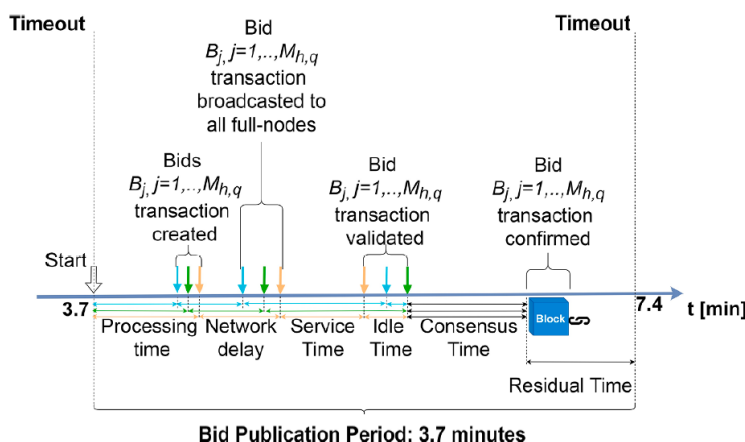 Timeout
Timeout
Bid
B_j, j=1,..,M_h,q
transaction
broadcasted to
all full-nodes
Bids
B_j, j=1,..,M_h,q
transaction
created
Bid
B_j, j=1,..,M_h,q
transaction
validated
Bid
B_j, j=1,..,M_h,q
transaction
confirmed
Start
3.7
7.4
t [min]
Processing
time
Network
delay
Service
Time
Idle
Time
Consensus
Time
Block
Residual Time
Bid Publication Period: 3.7 minutes